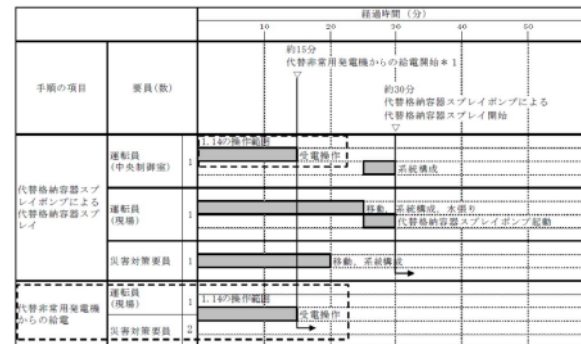 経過時間（分）
10 20 30 40 50
手順の項目
要員(数)
約15分
代替非常用発電機からの給電開始＊1
約30分
代替格納容器スプレイポンプによる
代替格納容器スプレイ開始
代替格納容器スプ
レイポンプによる
代替格納容器スプ
レイ
運転員
(中央制御室)
1
1.14の操作範囲
受電操作
系統構成
運転員
(現場)
1
移動，系統構成，水張り
代替格納容器スプレイポンプ起動
災害対策要員
1
移動，系統構成
代替非常用発電機
からの給電
運転員
(現場)
1
1.14の操作範囲
受電操作
災害対策要員
2